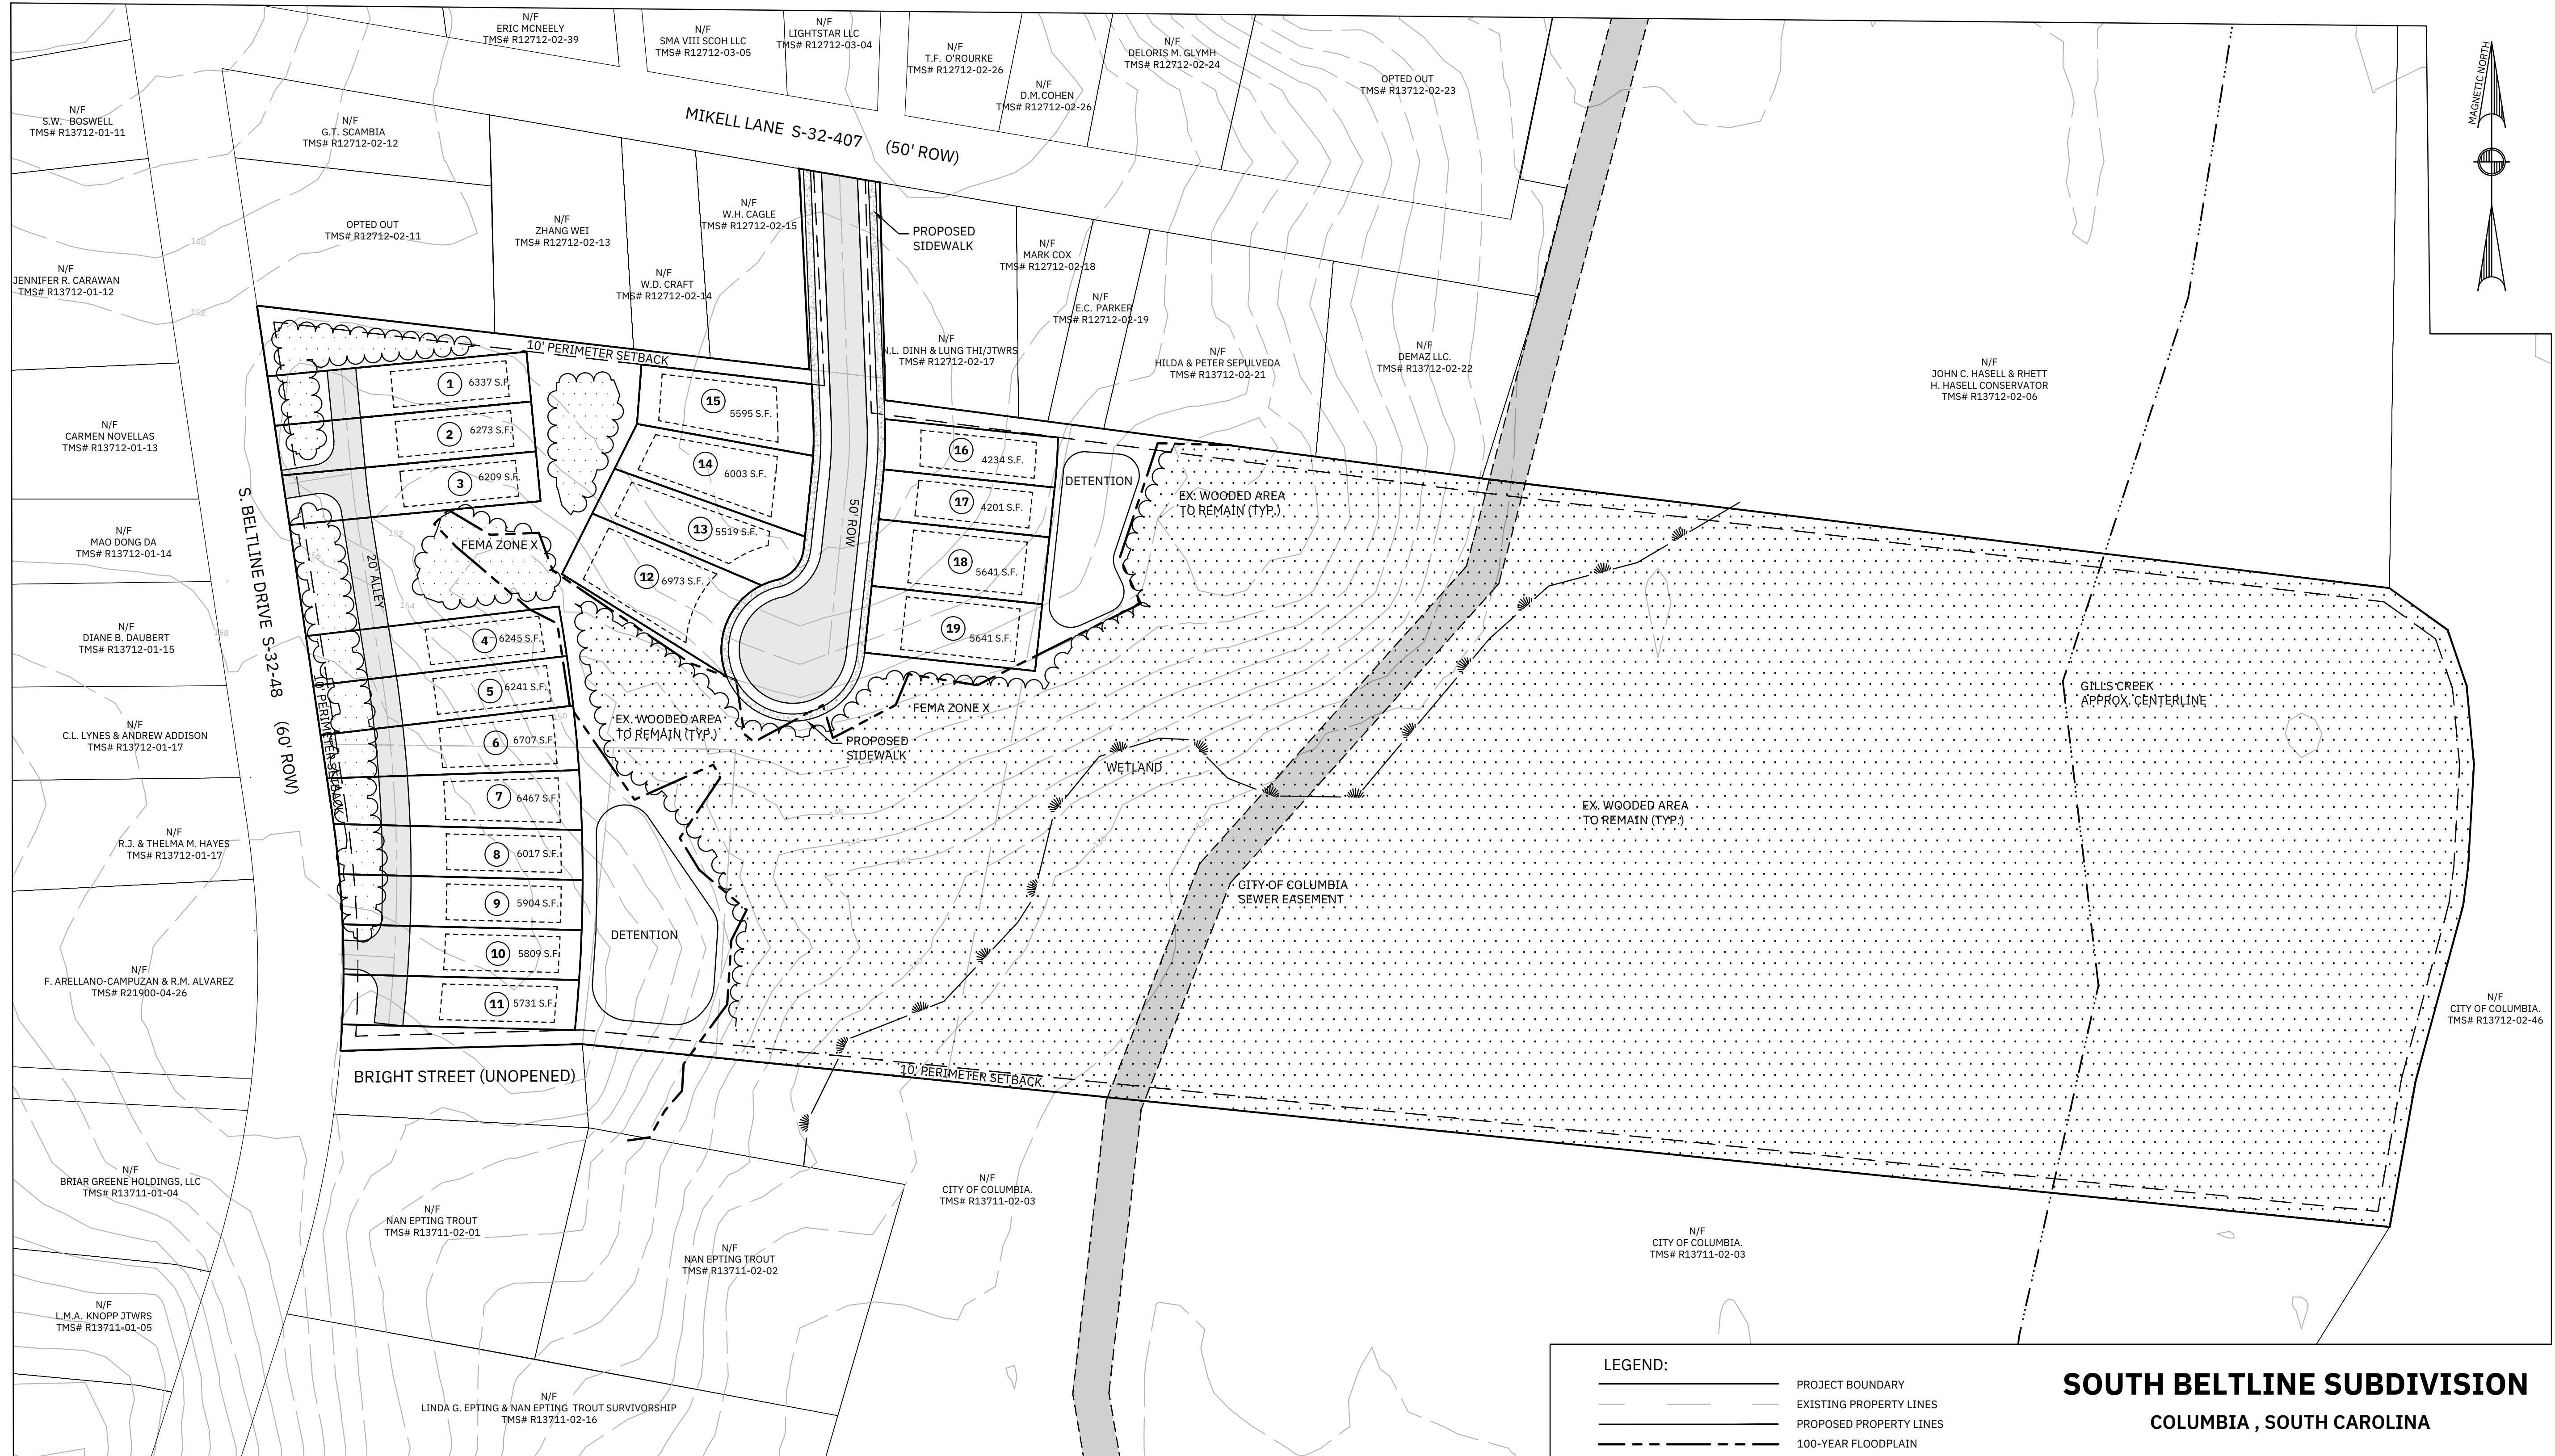 N/F
ERIC MCNEELY
TMS# R12712-02-39
N/F
SMA VIII SCOH LLC
TMS# R12712-03-05
N/F
LIGHTSTAR LLC
TMS# R12712-03-04
N/F
T.F. O'ROURKE
TMS# R12712-02-26
N/F
D.M.COHEN
TMS# R12712-02-26
N/F
DELORIS M. GLYMH
TMS# R12712-02-24
OPTED OUT
TMS# R13712-02-23
MAGNETIC NORTH
N/F
S.W. BOSWELL
TMS# R13712-01-11
N/F
G.T. SCAMBIA
TMS# R12712-02-12
MIKELL LANE S-32-407 (50' ROW)
OPTED OUT
TMS# R12712-02-11
N/F
ZHANG WEI
TMS# R12712-02-13
N/F
W.H. CAGLE
TMS# R12712-02-15
N/F
W.D. CRAFT
TMS# R12712-02-14
PROPOSED
SIDEWALK
N/F
MARK COX
TMS# R12712-02-18
N/F
E.C. PARKER
TMS# R12712-02-19
N/F
N.L. DINH & LUNG THI/JTWRS
TMS# R12712-02-17
N/F
HILDA & PETER SEPULVEDA
TMS# R13712-02-21
N/F
DEMAZ LLC.
TMS# R13712-02-22
N/F
JOHN C. HASELL & RHETT
H. HASELL CONSERVATOR
TMS# R13712-02-06
160
158
N/F
JENNIFER R. CARAWAN
TMS# R13712-01-12
N/F
CARMEN NOVELLAS
TMS# R13712-01-13
N/F
MAO DONG DA
TMS# R13712-01-14
N/F
DIANE B. DAUBERT
TMS# R13712-01-15
N/F
C.L. LYNES & ANDREW ADDISON
TMS# R13712-01-17
N/F
R.J. & THELMA M. HAYES
TMS# R13712-01-17
N/F
F. ARELLANO-CAMPUZAN & R.M. ALVAREZ
TMS# R21900-04-26
N/F
BRIAR GREENE HOLDINGS, LLC
TMS# R13711-01-04
N/F
L.M.A. KNOPP JTWRS
TMS# R13711-01-05
S. BELTLINE DRIVE S-32-48 (60' ROW)
10' PERIMETER SETBACK
1 6337 S.F.
2 6273 S.F.
3 6209 S.F.
152
156
154
158
FEMA ZONE X
20' ALLEY
10' PERIMETER SETBACK
4 6245 S.F.
5 6241 S.F.
150
6 6707 S.F.
7 6467 S.F.
8 6017 S.F.
9 5904 S.F.
10 5809 S.F.
11 5731 S.F.
15
5595 S.F.
14
6003 S.F.
13 5519 S.F.
12 6973 S.F.
50' ROW
16
4234 S.F.
17
4201 S.F.
18
5641 S.F.
19
5641 S.F.
DETENTION
EX. WOODED AREA
TO REMAIN (TYP.)
EX. WOODED AREA
TO REMAIN (TYP.)
PROPOSED
SIDEWALK
FEMA ZONE X
WETLAND
DETENTION
CITY OF COLUMBIA
SEWER EASEMENT
EX. WOODED AREA
TO REMAIN (TYP.)
GILLS CREEK
APPROX. CENTERLINE
N/F
CITY OF COLUMBIA.
TMS# R13712-02-46
BRIGHT STREET (UNOPENED)
10' PERIMETER SETBACK
N/F
NAN EPTING TROUT
TMS# R13711-02-01
N/F
NAN EPTING TROUT
TMS# R13711-02-02
N/F
CITY OF COLUMBIA.
TMS# R13711-02-03
N/F
CITY OF COLUMBIA.
TMS# R13711-02-03
N/F
LINDA G. EPTING & NAN EPTING TROUT SURVIVORSHIP
TMS# R13711-02-16
LEGEND:
PROJECT BOUNDARY
EXISTING PROPERTY LINES
PROPOSED PROPERTY LINES
100-YEAR FLOODPLAIN
SOUTH BELTLINE SUBDIVISION
COLUMBIA , SOUTH CAROLINA